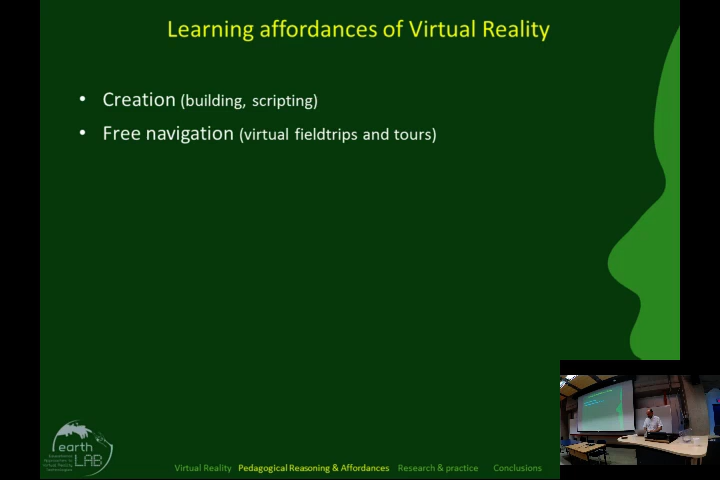 Learning affordances of Virtual Reality
• Creation (building, scripting)
• Free navigation (virtual fieldtrips and tours)
earth
LAB
Virtual Reality Pedagogical Reasoning & Affordances Research & practice Conclusions